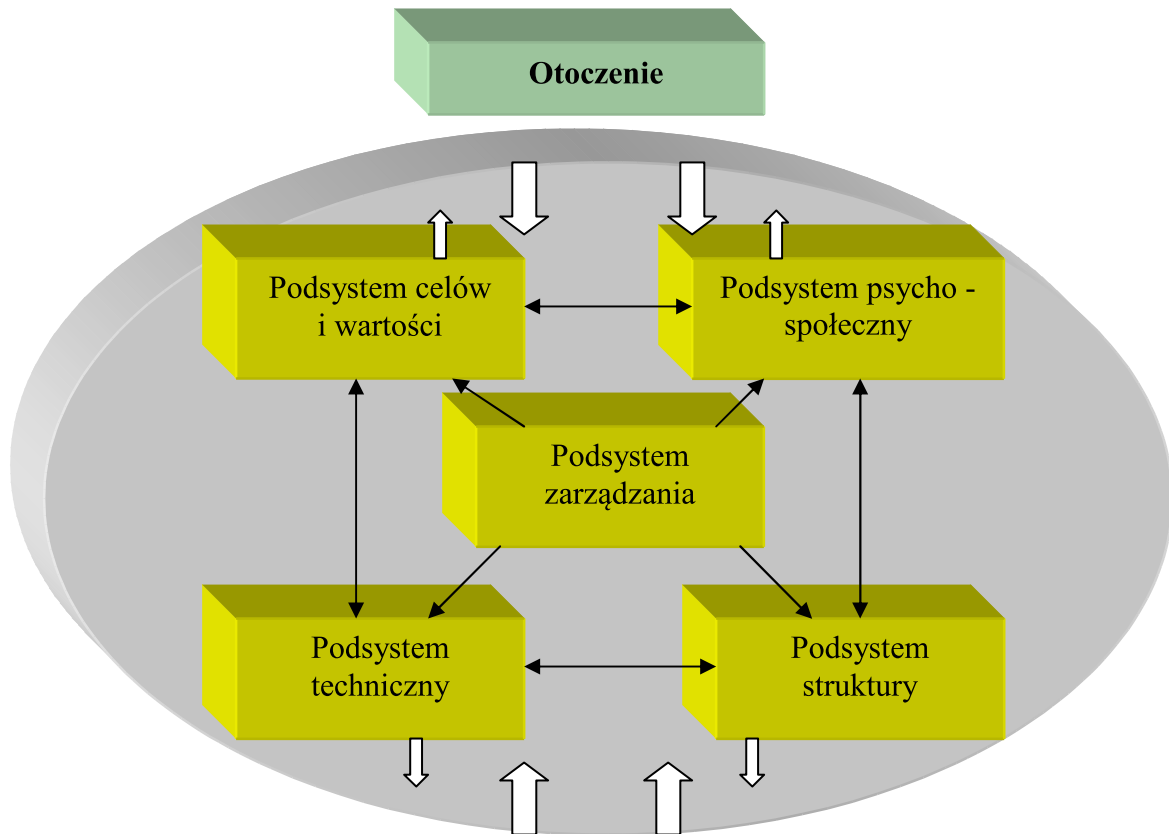 Otoczenie
Podsystem celów
i wartości
Podsystem psycho -
społeczny
Podsystem
zarządzania
Podsystem
techniczny
Podsystem
struktury